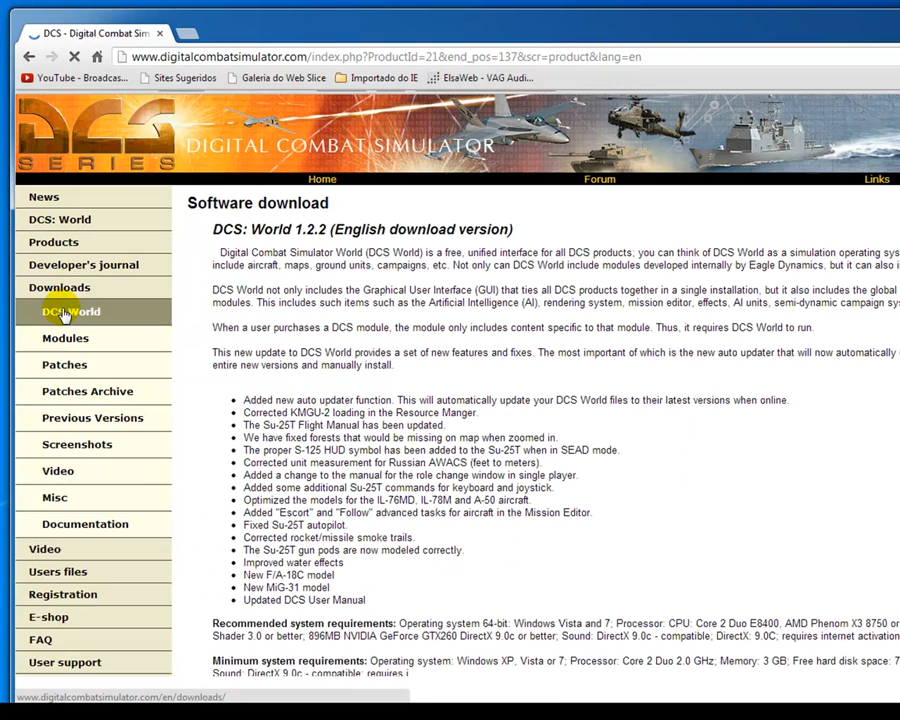 DCS - Digital Combat Sim
www.digitalcombatsimulator.com/index.php?ProductId=21&end_pos=137&scr=product&lang=en
YouTube - Broadcas... Sites Sugeridos Galeria do Web Slice Importado do IE ElsaWeb - VAG Audi...
DCS
SERIES
DIGITAL COMBAT SIMULATOR
Home Forum Links
News
DCS: World
Products
Developer's journal
Downloads
DCS World
Modules
Patches
Patches Archive
Previous Versions
Screenshots
Video
Misc
Documentation
Video
Users files
Registration
E-shop
FAQ
User support
Software download
DCS: World 1.2.2 (English download version)
Digital Combat Simulator World (DCS World) is a free, unified interface for all DCS products; you can think of DCS World as a simulation operating sys
include aircraft, maps, ground units, campaigns, etc. Not only can DCS World include modules developed internally by Eagle Dynamics, but it can also i
DCS World not only includes the Graphical User Interface (GUI) that ties all DCS products together in a single installation, but it also includes the global
modules. This includes such items such as the Artificial Intelligence (AI), rendering system, mission editor, effects, AI units, semi-dynamic campaign sy
When a user purchases a DCS module, the module only includes content specific to that module. Thus, it requires DCS World to run.
This new update to DCS World provides a set of new features and fixes. The most important of which is the new auto updater that will now automatically
entire new versions and manually install.
Added new auto updater function. This will automatically update your DCS World files to their latest versions when online.
Corrected KMGU-2 loading in the Resource Manger.
The Su-25T Flight Manual has been updated.
We have fixed forests that would be missing on map when zoomed in.
The proper S-125 HUD symbol has been added to the Su-25T when in SEAD mode.
Corrected unit measurement for Russian AWACS (feet to meters).
Added a change to the manual for the role change window in single player.
Added some additional Su-25T commands for keyboard and joystick.
Optimized the models for the IL-76MD, IL-78M and A-50 aircraft.
Added "Escort" and "Follow" advanced tasks for aircraft in the Mission Editor.
Fixed Su-25T autopilot.
Corrected rocket/missile smoke trails.
The Su-25T gun pods are now modeled correctly.
Improved water effects
New F/A-18C model
New MiG-31 model
Updated DCS User Manual
Recommended system requirements: Operating system 64-bit: Windows Vista and 7; Processor: CPU: Core 2 Duo E8400, AMD Phenom X3 8750 or
Shader 3.0 or better; 896MB NVIDIA GeForce GTX260 DirectX 9.0c or better; Sound: DirectX 9.0c - compatible; DirectX: 9.0C; requires internet activation
Minimum system requirements: Operating system: Windows XP, Vista or 7; Processor: Core 2 Duo 2.0 GHz; Memory: 3 GB; Free hard disk space: 7
Sound: DirectX 9.0c - compatible; requires i
www.digitalcombatsimulator.com/en/downloads/